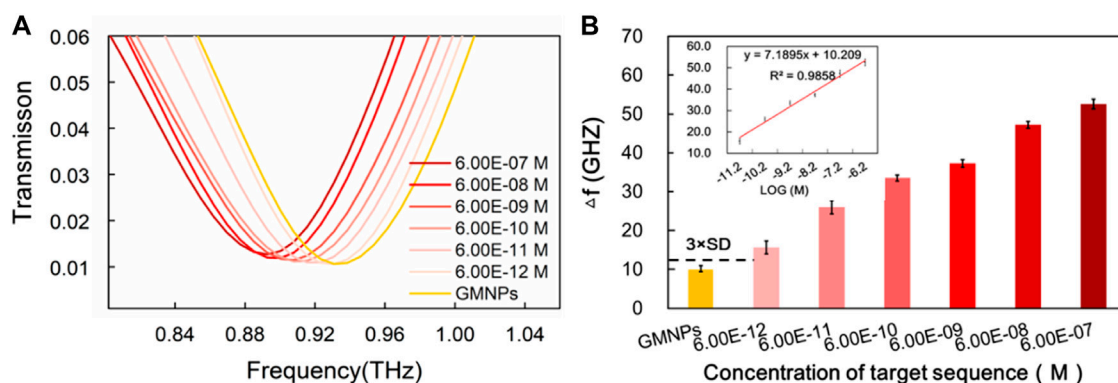 A
0.06
0.05
0.04
0.03
0.02
0.01
Transmisson
6.00E-07 M
6.00E-08 M
6.00E-09 M
6.00E-10 M
6.00E-11 M
6.00E-12 M
GMNPs
0.84 0.88 0.92 0.96 1.00 1.04
Frequency(THz)
B
70
60
50
40
30
20
10
0
△f (GHZ)
60.0
50.0
40.0
30.0
20.0
10.0
y = 7.1895x + 10.209
R² = 0.9858
-11.2 -10.2 -9.2 -8.2 -7.2 -6.2
LOG (M)
3×SD
GMNPs 6.00E-12 6.00E-11 6.00E-10 6.00E-09 6.00E-08 6.00E-07
Concentration of target sequence（M）